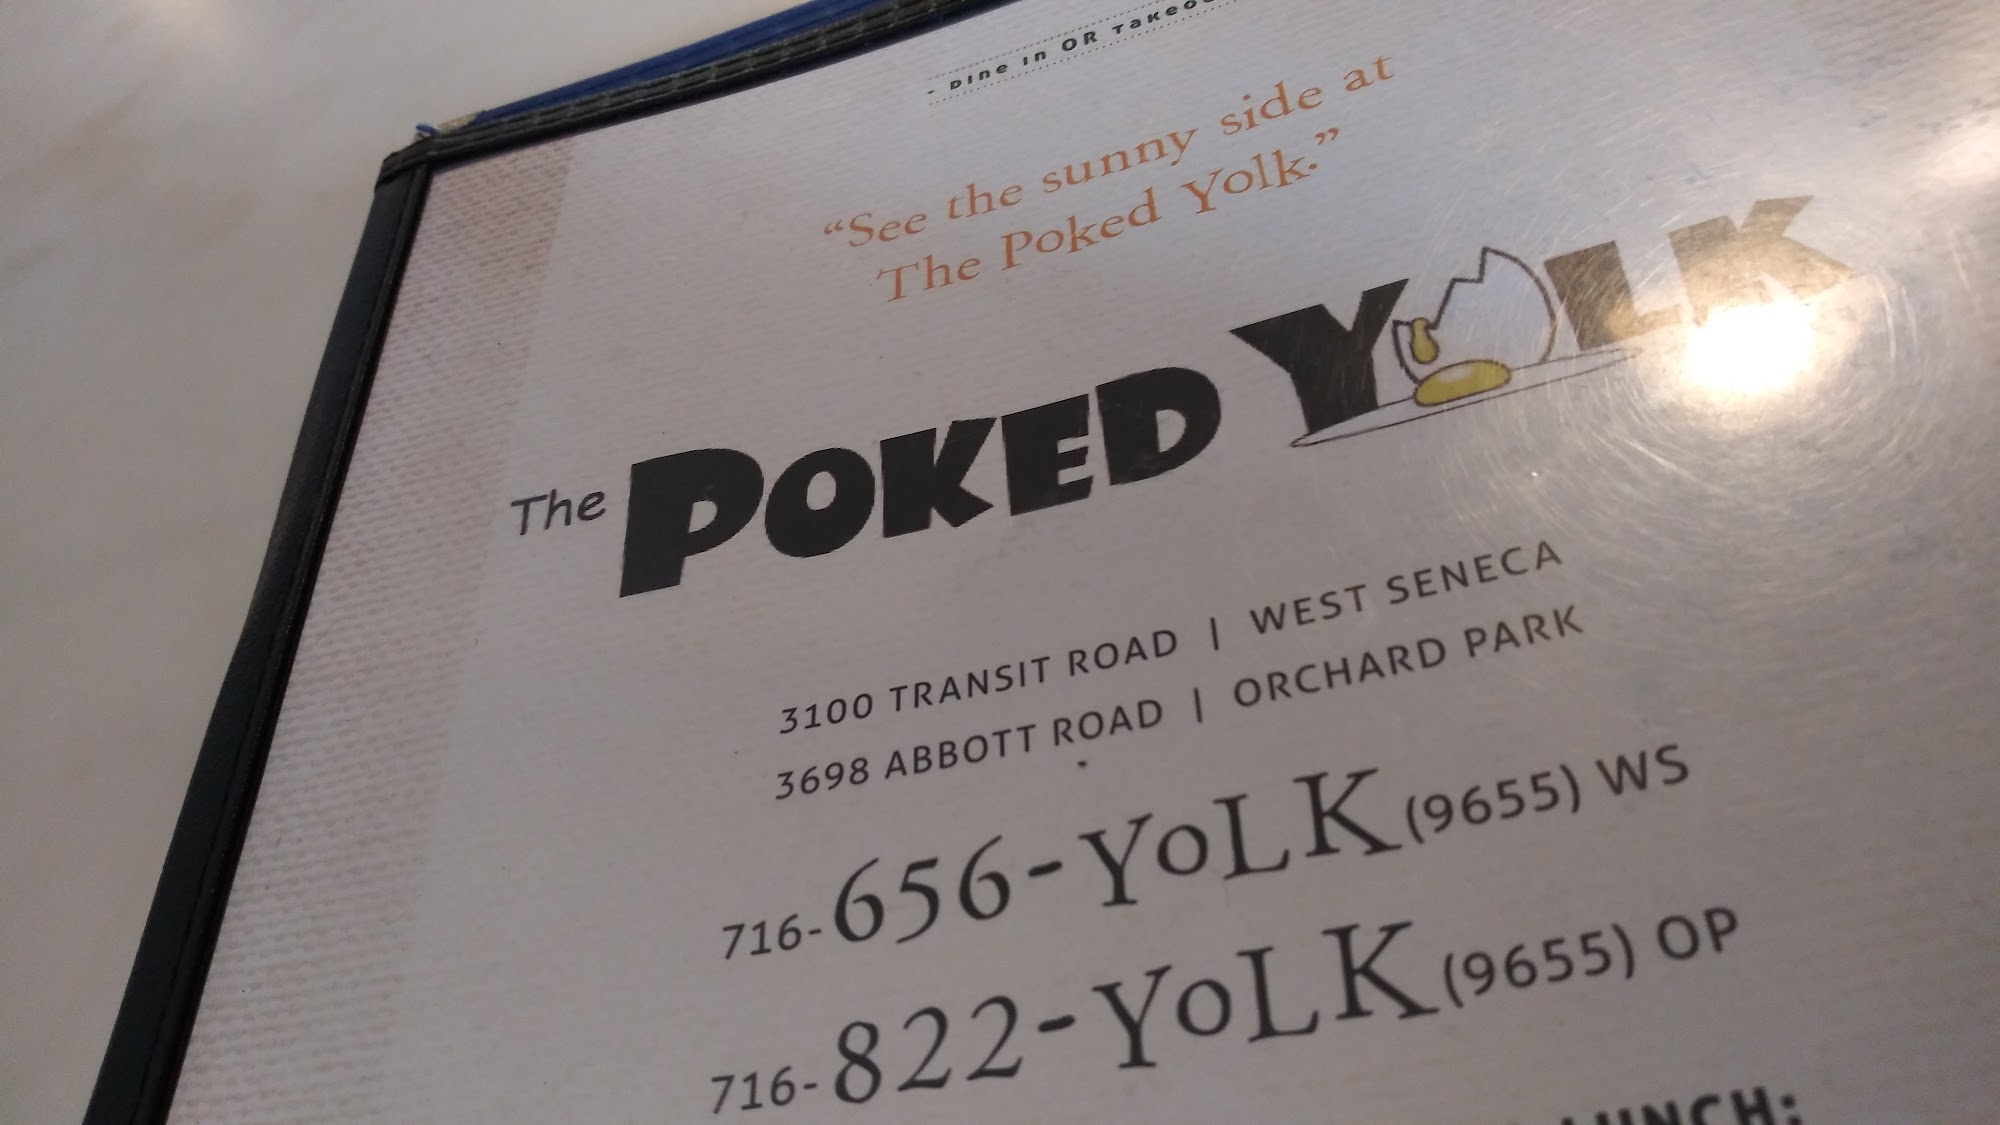 - DINE IN OR TAKEO
“See the sunny side at
The Poked Yolk.”
The POKED YOLK
3100 TRANSIT ROAD | WEST SENECA
3698 ABBOTT ROAD | ORCHARD PARK
716-656-YoLK (9655) WS
716-822-YoLK (9655) OP
LUNCH: